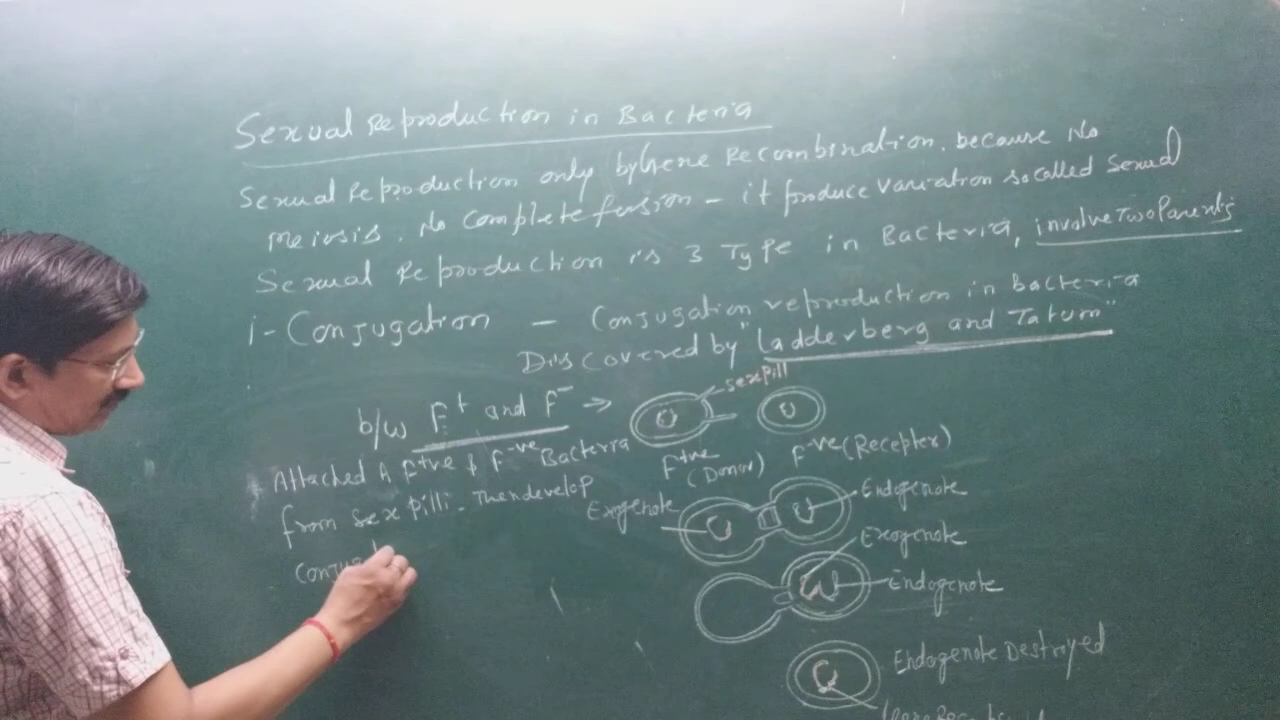 Sexual Reproduction in Bacteria
Sexual Reproduction only by Gene Recombination. because No
Meiosis. No Complete fusion - it produce variation so called Sexual
Sexual Reproduction is 3 Type in Bacteria, involve Two Parents
i- Conjugation - Conjugation reproduction in bacteria
Discovered by "Ladderberg and Tatum"
b/w F+ and F- →
sexpili
Attached A F+ve & F-ve Bacteria
F+ve (Donor)
F-ve (Recepter)
from sex pilli. Then develop
Exogenote
Endogenote
Exogenote
Endogenote
Endogenote Destroyed